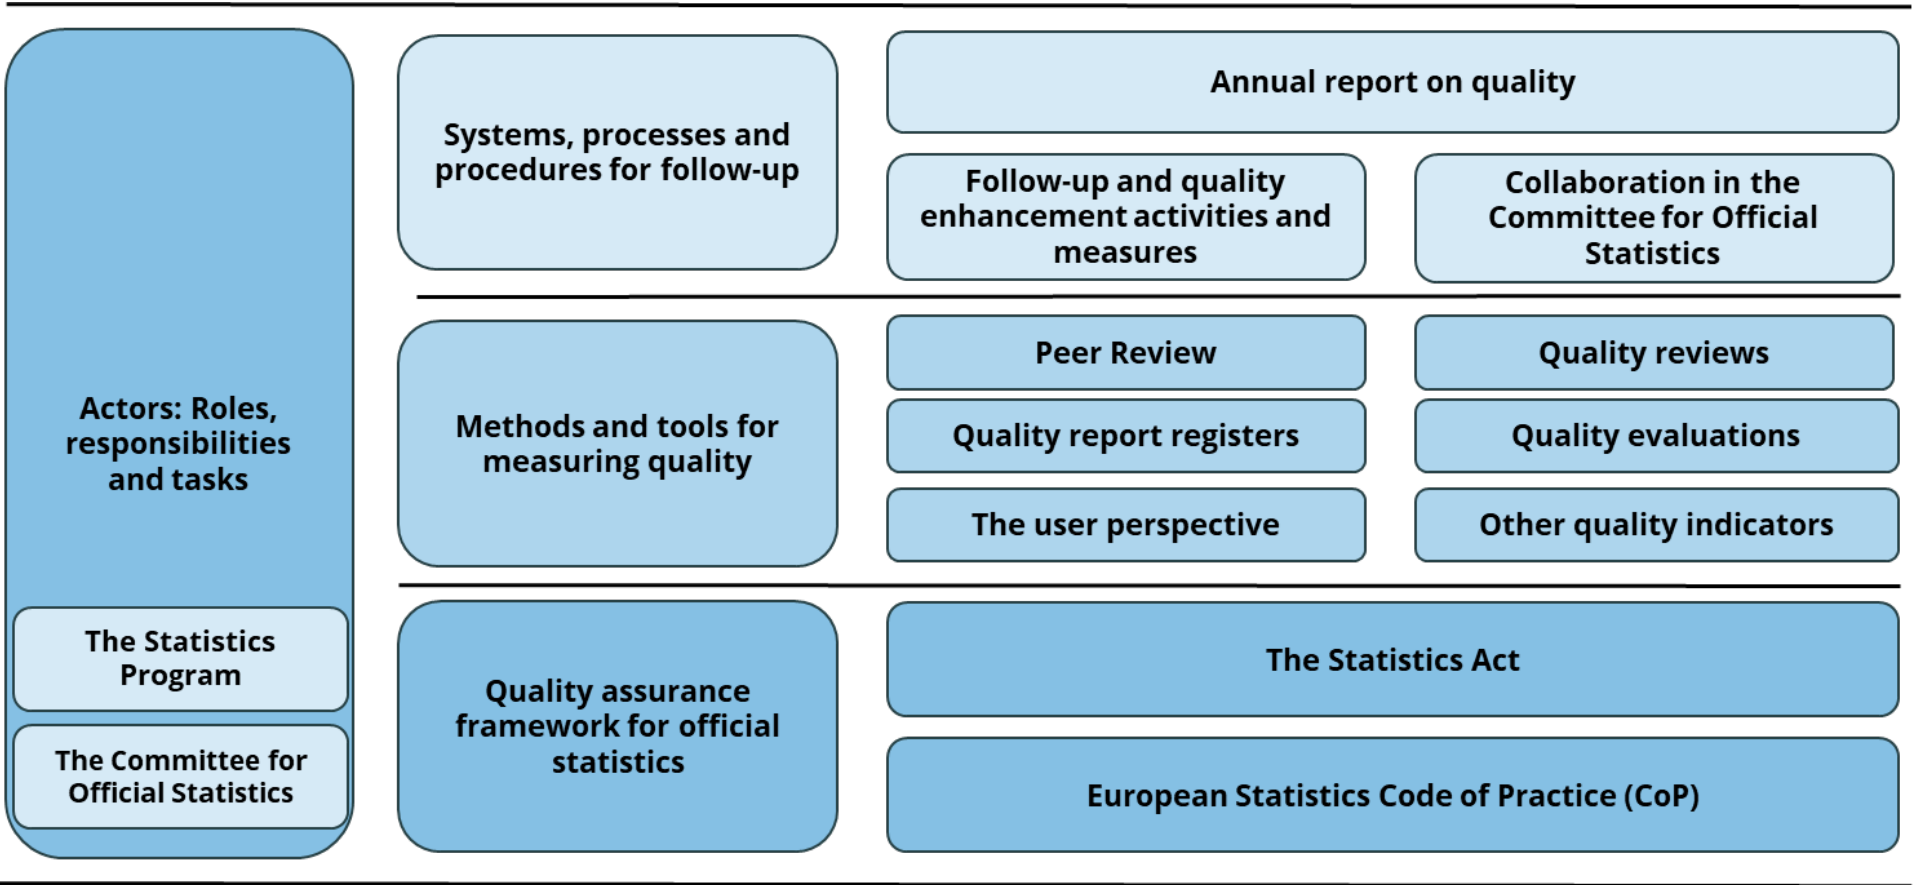 Actors: Roles,
responsibilities
and tasks
The Statistics
Program
The Committee for
Official Statistics
Systems, processes and
procedures for follow-up
Annual report on quality
Follow-up and quality
enhancement activities and
measures
Collaboration in the
Committee for Official
Statistics
Methods and tools for
measuring quality
Peer Review
Quality reviews
Quality report registers
Quality evaluations
The user perspective
Other quality indicators
Quality assurance
framework for official
statistics
The Statistics Act
European Statistics Code of Practice (CoP)